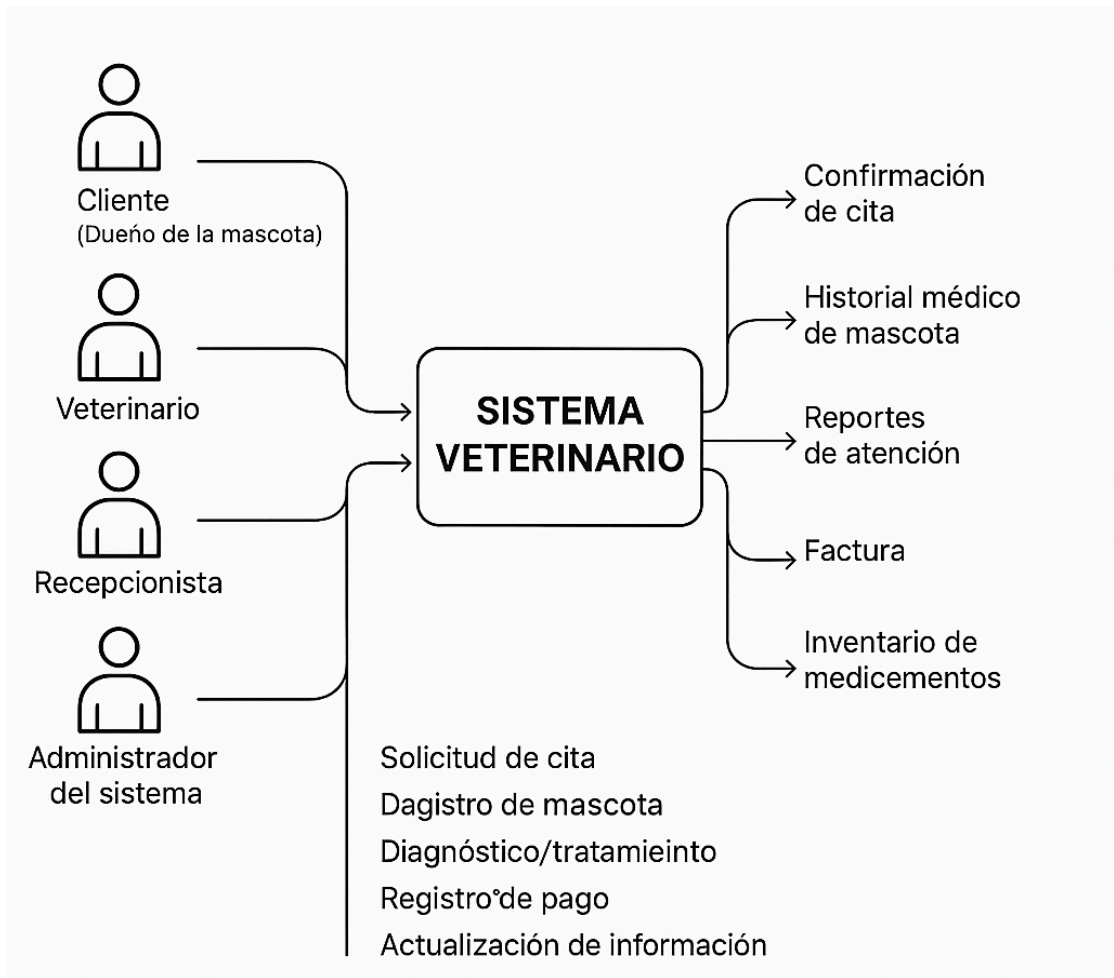 Cliente
(Dueńo de la mascota)
Veterinario
Recepcionista
Administrador
del sistema
SISTEMA
VETERINARIO
Confirmación
de cita
Historial médico
de mascota
Reportes
de atención
Factura
Inventario de
medicementos
Solicitud de cita
Dagistro de mascota
Diagnóstico/tratamieinto
Registro°de pago
Actualización de información